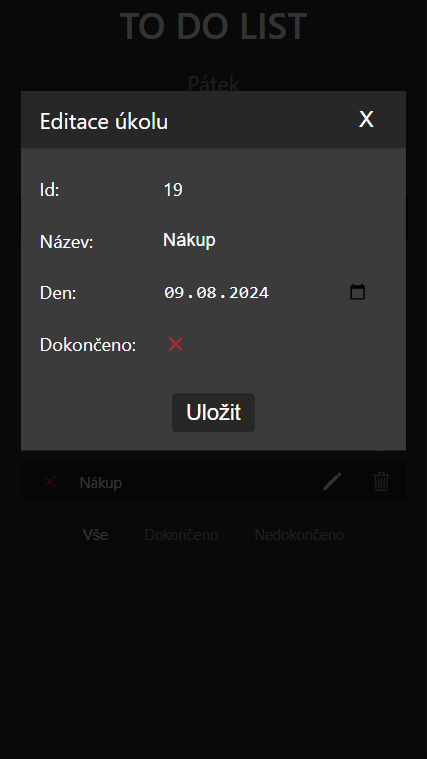 TO DO LIST
Pátek
Editace úkolu X
Id: 19
Název: Nákup
Den: 09.08.2024
Dokončeno:
Uložit
Nákup
Vše Dokončeno Nedokončeno